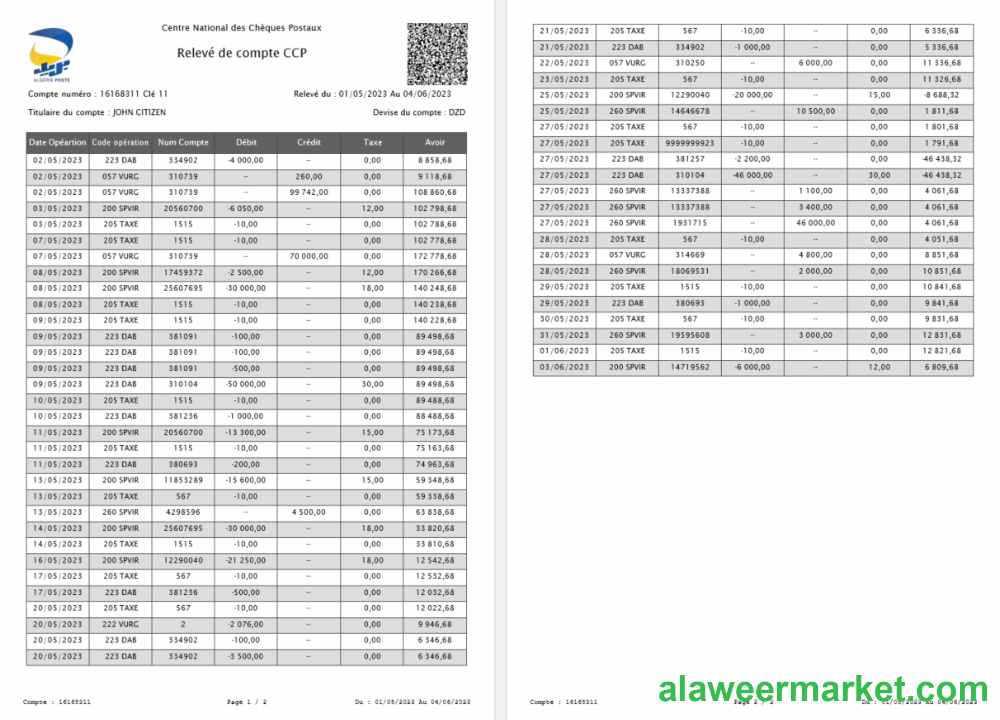 Centre National des Chèques Postaux
Relevé de compte CCP
ALGÉRIE POSTE
Compte numéro : 16168311 Clé 11 Relevé du : 01/05/2023 Au 04/06/2023
Titulaire du compte : JOHN CITIZEN Devise du compte : DZD
Date Opéartion Code opération Num Compte Débit Crédit Taxe Avoir
02/05/2023 223 DAB 334902 -4 000,00 -- 0,00 8 858,68
02/05/2023 057 VURG 310739 -- 260,00 0,00 9 118,68
02/05/2023 057 VURG 310739 -- 99 742,00 0,00 108 860,68
03/05/2023 200 SPVIR 20560700 -6 050,00 -- 12,00 102 798,68
03/05/2023 205 TAXE 1515 -10,00 -- 0,00 102 788,68
07/05/2023 205 TAXE 1515 -10,00 -- 0,00 102 778,68
07/05/2023 057 VURG 310739 -- 70 000,00 0,00 172 778,68
08/05/2023 200 SPVIR 17459372 -2 500,00 -- 12,00 170 266,68
08/05/2023 200 SPVIR 25607695 -30 000,00 -- 18,00 140 248,68
08/05/2023 205 TAXE 1515 -10,00 -- 0,00 140 238,68
09/05/2023 205 TAXE 1515 -10,00 -- 0,00 140 228,68
09/05/2023 223 DAB 381091 -100,00 -- 0,00 89 498,68
09/05/2023 223 DAB 381091 -100,00 -- 0,00 89 498,68
09/05/2023 223 DAB 381091 -500,00 -- 0,00 89 498,68
09/05/2023 223 DAB 310104 -50 000,00 -- 30,00 89 498,68
10/05/2023 205 TAXE 1515 -10,00 -- 0,00 89 488,68
10/05/2023 223 DAB 381236 -1 000,00 -- 0,00 88 488,68
11/05/2023 200 SPVIR 20560700 -13 300,00 -- 15,00 75 173,68
11/05/2023 205 TAXE 1515 -10,00 -- 0,00 75 163,68
11/05/2023 223 DAB 380693 -200,00 -- 0,00 74 963,68
13/05/2023 200 SPVIR 11853289 -15 600,00 -- 15,00 59 348,68
13/05/2023 205 TAXE 567 -10,00 -- 0,00 59 338,68
13/05/2023 260 SPVIR 4298596 -- 4 500,00 0,00 63 838,68
14/05/2023 200 SPVIR 25607695 -30 000,00 -- 18,00 33 820,68
14/05/2023 205 TAXE 1515 -10,00 -- 0,00 33 810,68
16/05/2023 200 SPVIR 12290040 -21 250,00 -- 18,00 12 542,68
17/05/2023 205 TAXE 567 -10,00 -- 0,00 12 532,68
17/05/2023 223 DAB 381236 -500,00 -- 0,00 12 032,68
20/05/2023 205 TAXE 567 -10,00 -- 0,00 12 022,68
20/05/2023 222 VURG 2 -2 076,00 -- 0,00 9 946,68
20/05/2023 223 DAB 334902 -100,00 -- 0,00 6 346,68
20/05/2023 223 DAB 334902 -3 500,00 -- 0,00 6 346,68
Compte : 16168311 Page 1 / 2 Du : 01/05/2023 Au 04/06/2023
21/05/2023 205 TAXE 567 -10,00 -- 0,00 6 336,68
21/05/2023 223 DAB 334902 -1 000,00 -- 0,00 5 336,68
22/05/2023 057 VURG 310250 -- 6 000,00 0,00 11 336,68
23/05/2023 205 TAXE 567 -10,00 -- 0,00 11 326,68
25/05/2023 200 SPVIR 12290040 -20 000,00 -- 15,00 -8 688,32
25/05/2023 260 SPVIR 14646678 -- 10 500,00 0,00 1 811,68
27/05/2023 205 TAXE 567 -10,00 -- 0,00 1 801,68
27/05/2023 205 TAXE 9999999923 -10,00 -- 0,00 1 791,68
27/05/2023 223 DAB 381257 -2 200,00 -- 0,00 -46 438,32
27/05/2023 223 DAB 310104 -46 000,00 -- 30,00 -46 438,32
27/05/2023 260 SPVIR 13337388 -- 1 100,00 0,00 4 061,68
27/05/2023 260 SPVIR 13337388 -- 3 400,00 0,00 4 061,68
27/05/2023 260 SPVIR 1931715 -- 46 000,00 0,00 4 061,68
28/05/2023 205 TAXE 567 -10,00 -- 0,00 4 051,68
28/05/2023 057 VURG 314669 -- 4 800,00 0,00 8 851,68
28/05/2023 260 SPVIR 18069531 -- 2 000,00 0,00 10 851,68
29/05/2023 205 TAXE 1515 -10,00 -- 0,00 10 841,68
29/05/2023 223 DAB 380693 -1 000,00 -- 0,00 9 841,68
30/05/2023 205 TAXE 567 -10,00 -- 0,00 9 831,68
31/05/2023 260 SPVIR 19595608 -- 3 000,00 0,00 12 831,68
01/06/2023 205 TAXE 1515 -10,00 -- 0,00 12 821,68
03/06/2023 200 SPVIR 14719562 -6 000,00 -- 12,00 6 809,68
Compte : 16168311 Page 2 / 2 Du : 01/05/2023 Au 04/06/2023
alaweermarket.com